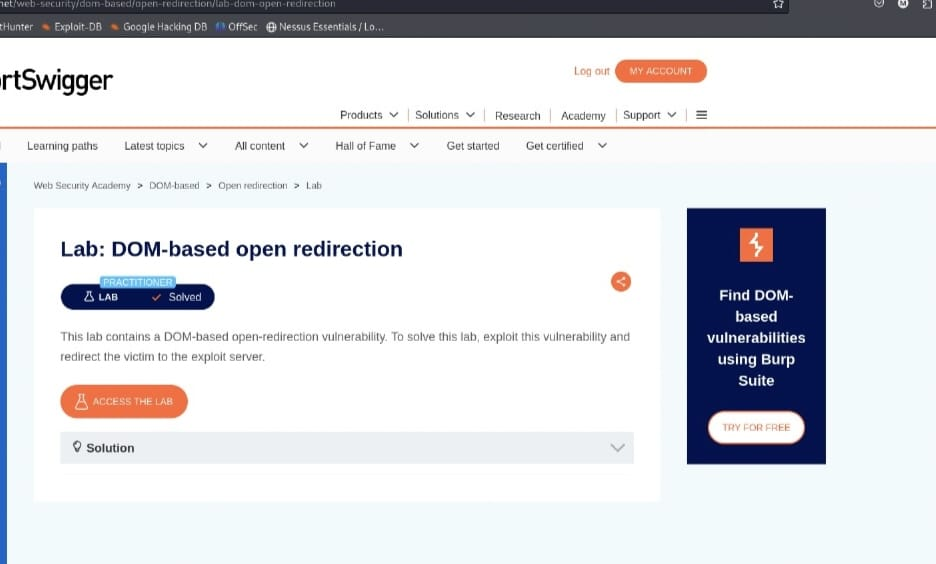 net/web-security/dom-based/open-redirection/lab-dom-open-redirection
tHunter Exploit-DB Google Hacking DB OffSec Nessus Essentials / Lo...
rtSwigger
Log out MY ACCOUNT
Products Solutions Research Academy Support
Learning paths Latest topics All content Hall of Fame Get started Get certified
Web Security Academy > DOM-based > Open redirection > Lab
Lab: DOM-based open redirection
PRACTITIONER
LAB Solved
This lab contains a DOM-based open-redirection vulnerability. To solve this lab, exploit this vulnerability and
redirect the victim to the exploit server.
ACCESS THE LAB
Solution
Find DOM-
based
vulnerabilities
using Burp
Suite
TRY FOR FREE